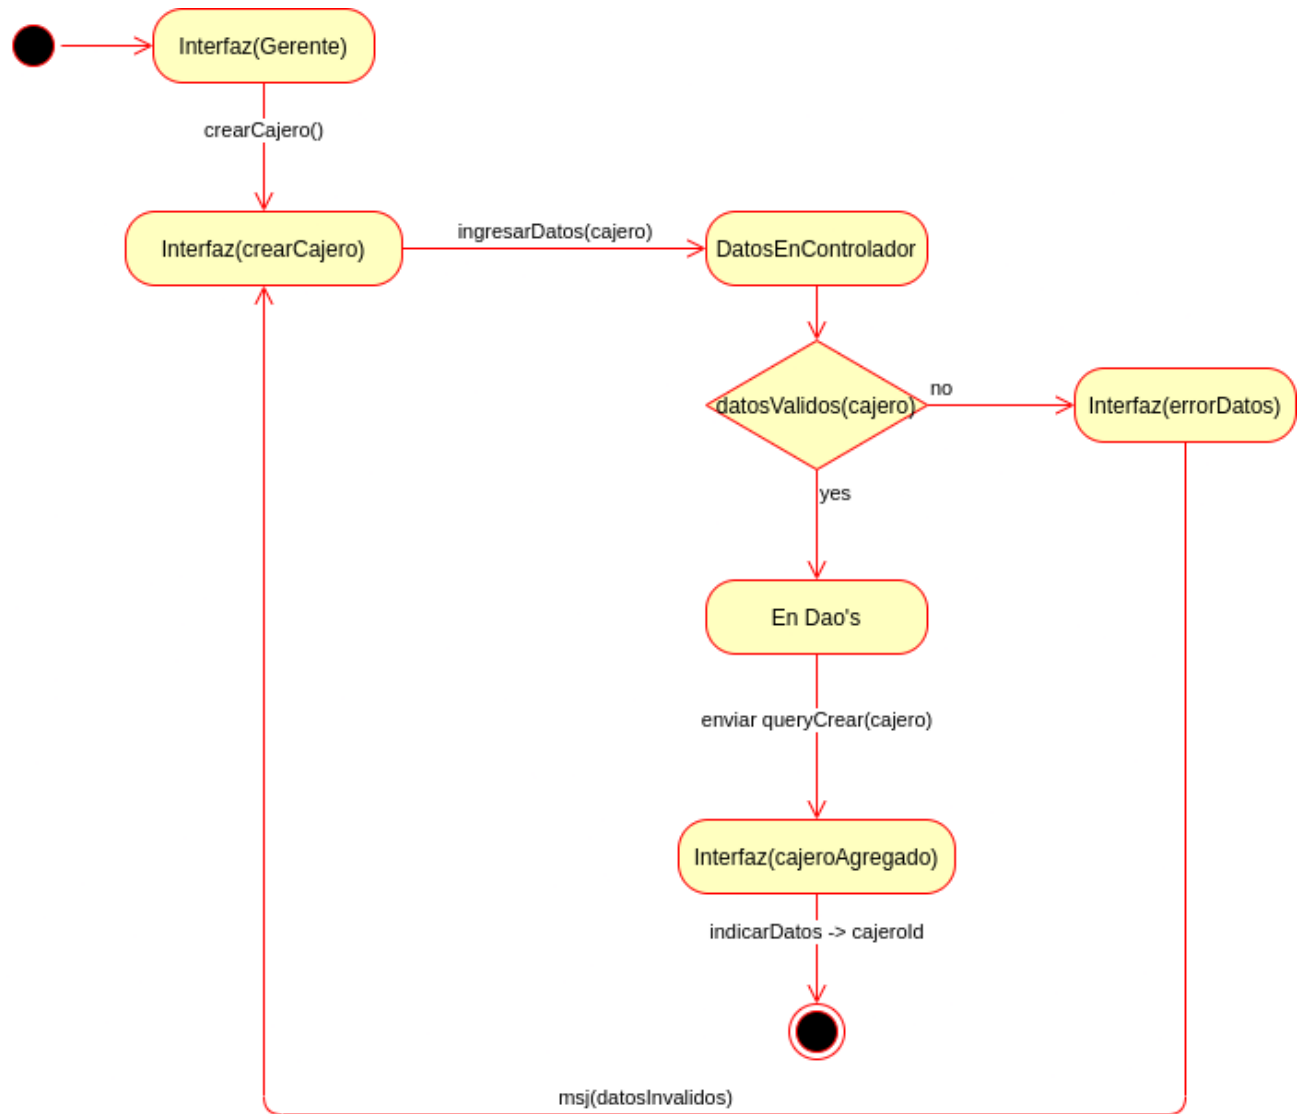 Interfaz(Gerente)
crearCajero()
Interfaz(crearCajero)
ingresarDatos(cajero)
DatosEnControlador
datosValidos(cajero)
no
Interfaz(errorDatos)
yes
En Dao's
enviar queryCrear(cajero)
Interfaz(cajeroAgregado)
indicarDatos -> cajeroId
msj(datosInvalidos)